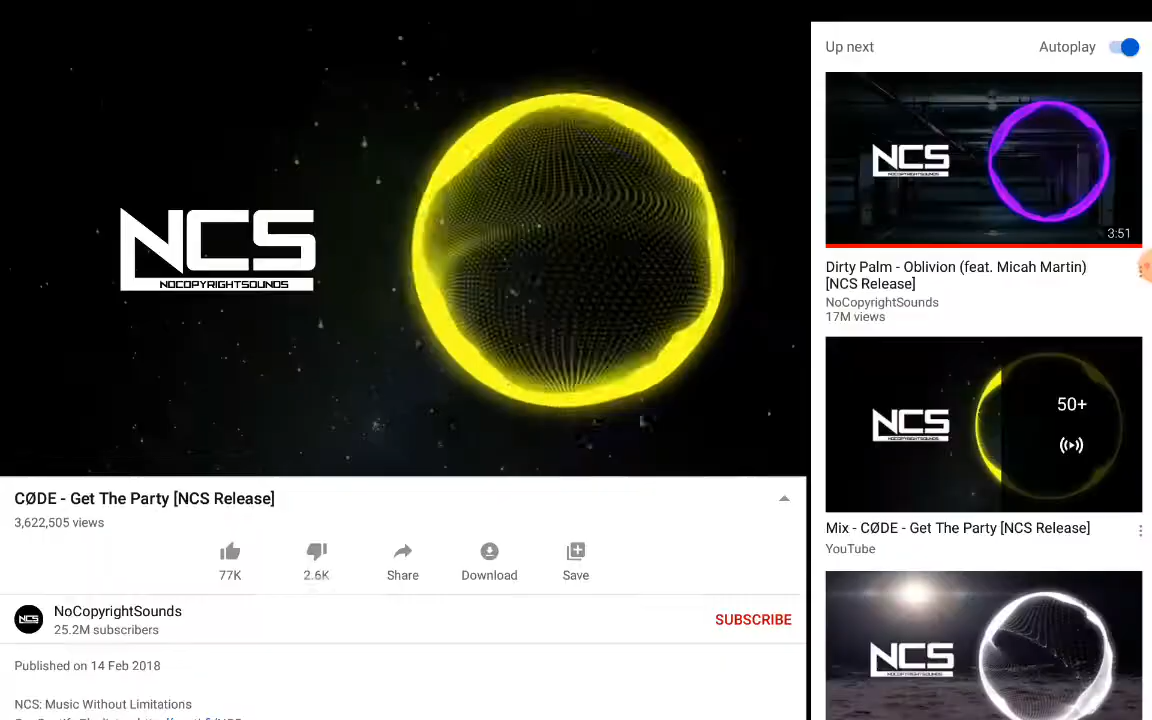 NCS
NOCOPYRIGHTSOUNDS
CØDE - Get The Party [NCS Release]
3,622,505 views
77K
2.6K
Share
Download
Save
NCS
NoCopyrightSounds
25.2M subscribers
SUBSCRIBE
Published on 14 Feb 2018
NCS: Music Without Limitations
Up next
Autoplay
NCS
NOCOPYRIGHTSOUNDS
3:51
Dirty Palm - Oblivion (feat. Micah Martin)
[NCS Release]
NoCopyrightSounds
17M views
NCS
NOCOPYRIGHTSOUNDS
50+
Mix - CØDE - Get The Party [NCS Release]
YouTube
NCS
NOCOPYRIGHTSOUNDS